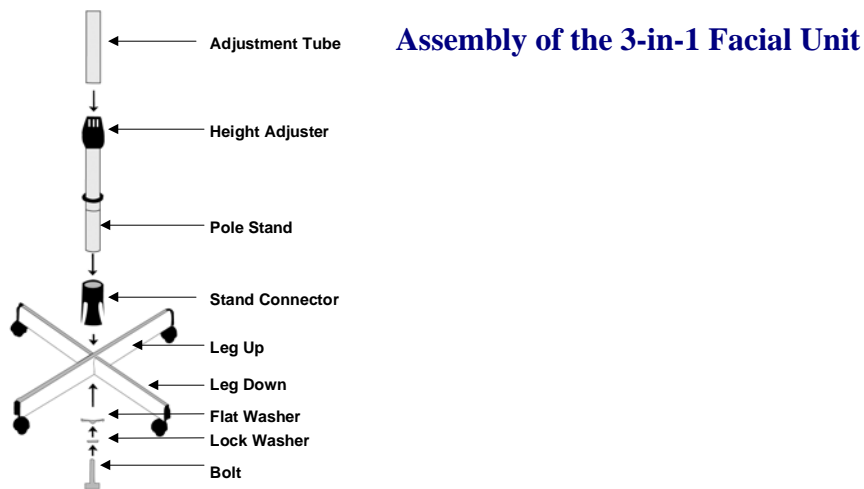 Assembly of the 3-in-1 Facial Unit
Adjustment Tube
Height Adjuster
Pole Stand
Stand Connector
Leg Up
Leg Down
Flat Washer
Lock Washer
Bolt